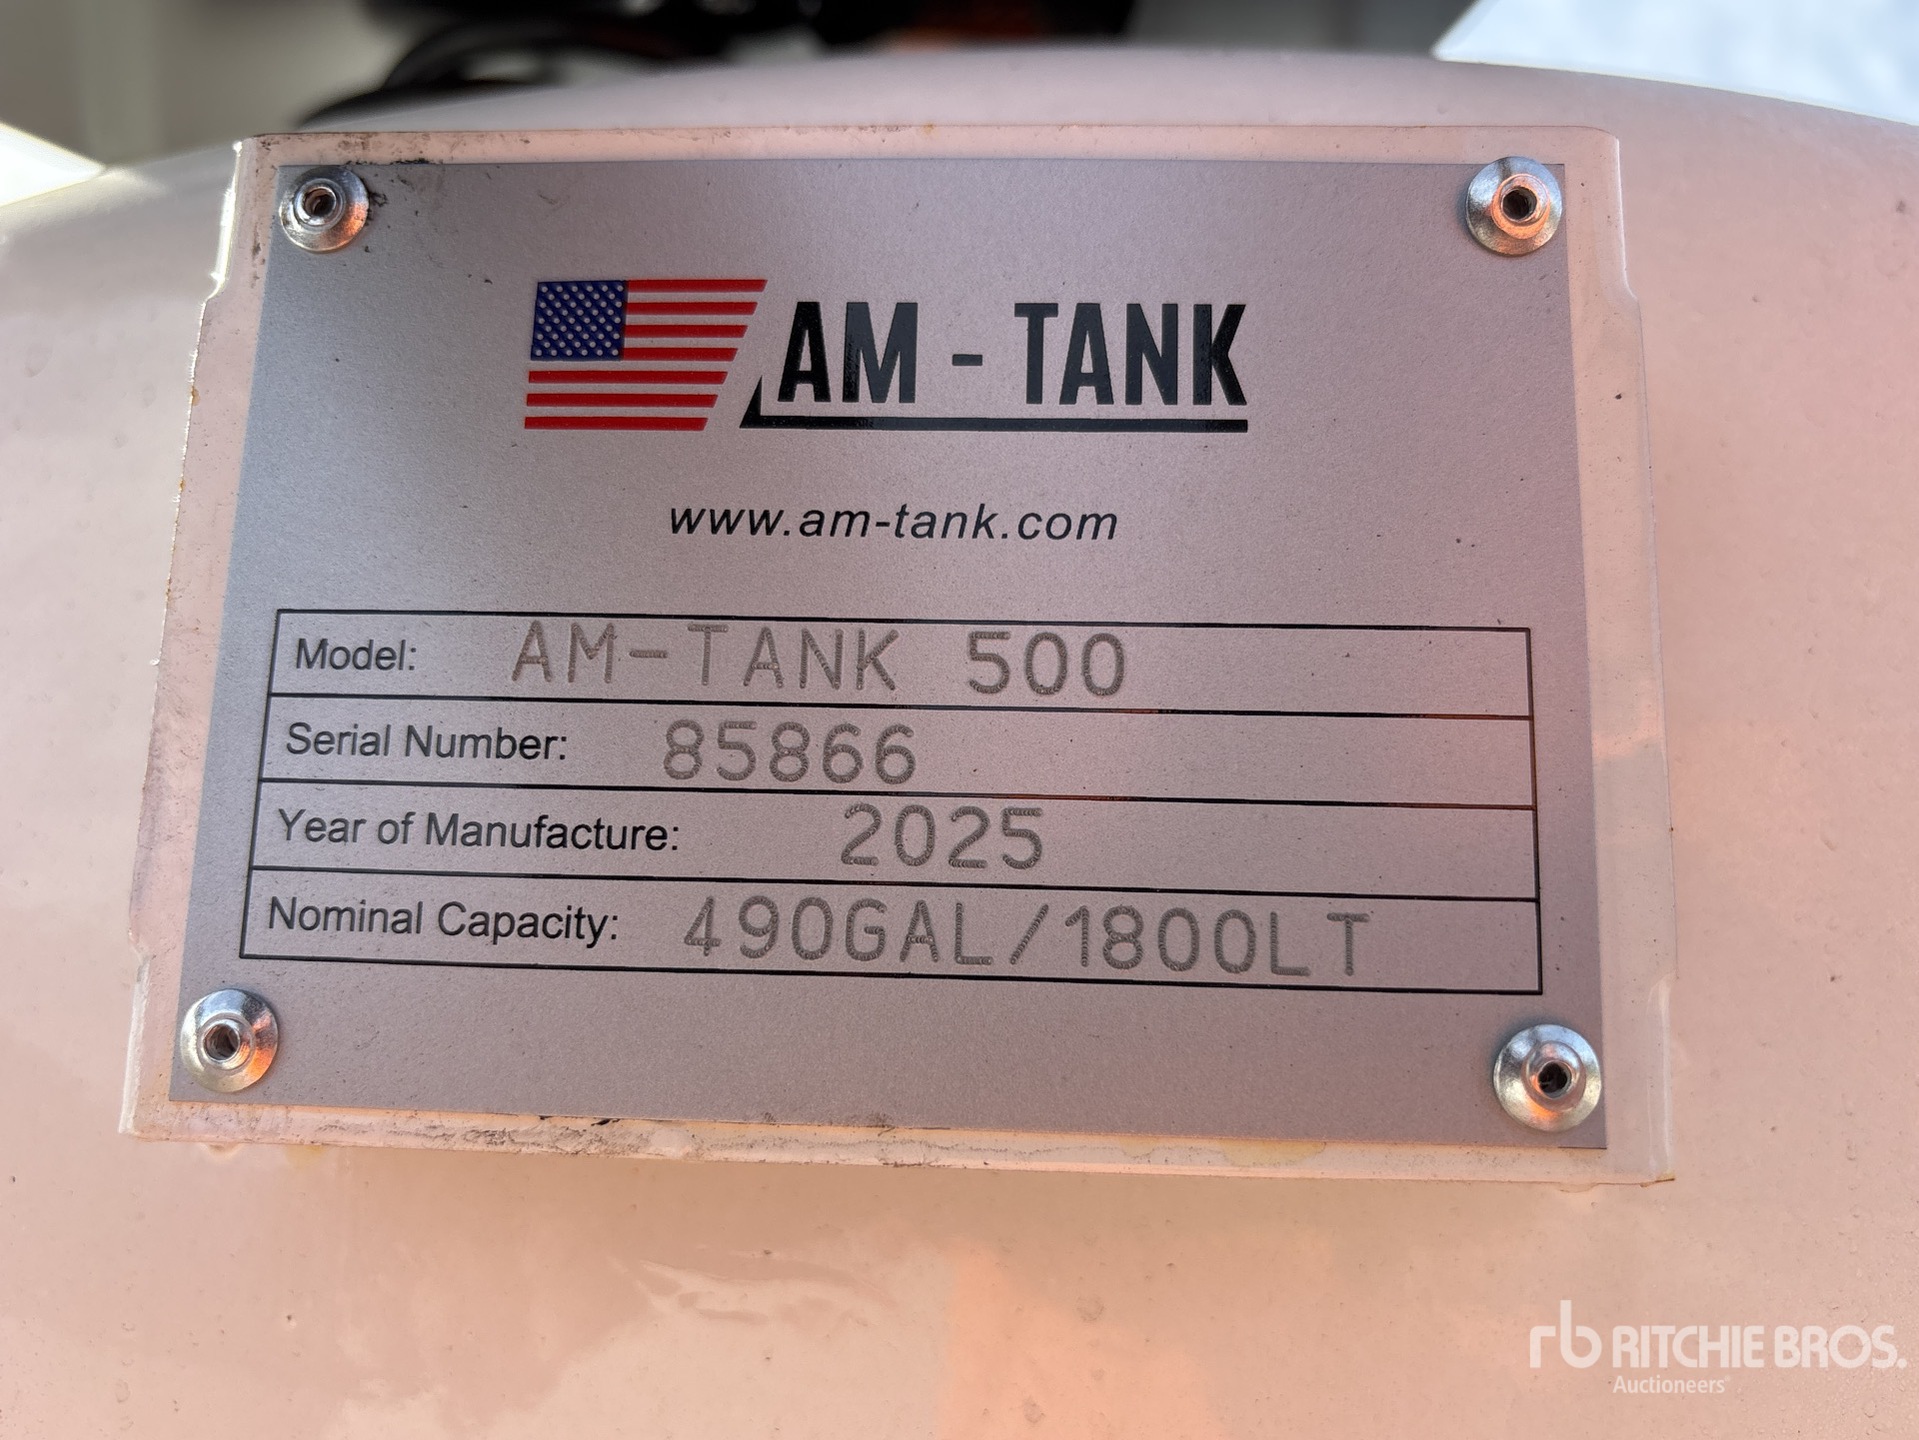 AM - TANK
www.am-tank.com
Model: AM-TANK 500
Serial Number: 85866
Year of Manufacture: 2025
Nominal Capacity: 490GAL/1800LT
rb RITCHIE BROS.
Auctioneers